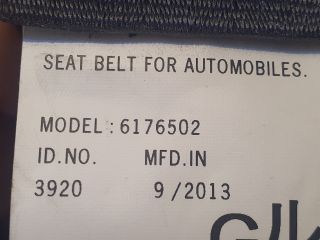 SEAT BELT FOR AUTOMOBILES.
MODEL : 6176502
ID.NO. MFD.IN
3920 9 / 2013